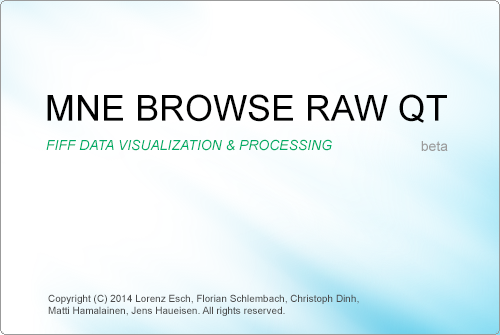 MNE BROWSE RAW QT
FIFF DATA VISUALIZATION & PROCESSING
beta
Copyright (C) 2014 Lorenz Esch, Florian Schlembach, Christoph Dinh,
Matti Hamalainen, Jens Haueisen. All rights reserved.